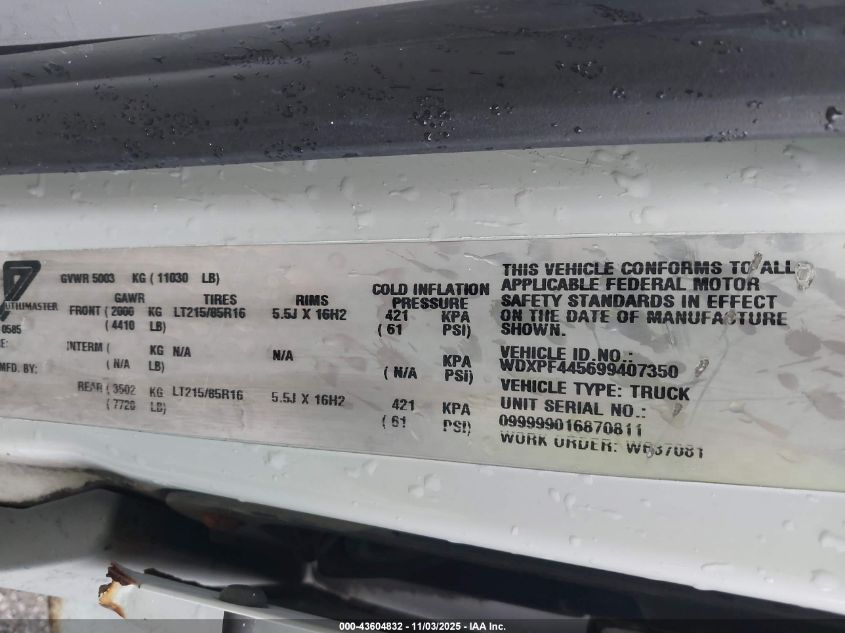 GVWR 5003 KG ( 11030 LB)
UTILIMASTER
0585
GAWR TIRES RIMS COLD INFLATION PRESSURE
FRONT ( 2000 KG LT215/85R16 5.5J X 16H2 421 KPA
( 4410 LB) ( 61 PSI)
INTERM ( KG N/A N/A KPA
MFG. BY: ( N/A LB) ( N/A PSI)
REAR ( 3502 KG LT215/85R16 5.5J X 16H2 421 KPA
( 7720 LB) ( 61 PSI)
THIS VEHICLE CONFORMS TO ALL
APPLICABLE FEDERAL MOTOR
SAFETY STANDARDS IN EFFECT
ON THE DATE OF MANUFACTURE
SHOWN.
VEHICLE ID.NO.:
WDXPF445699407350
VEHICLE TYPE: TRUCK
UNIT SERIAL NO.:
099999016870811
WORK ORDER: W
000-43604832 - 11/03/2025 - IAA Inc.